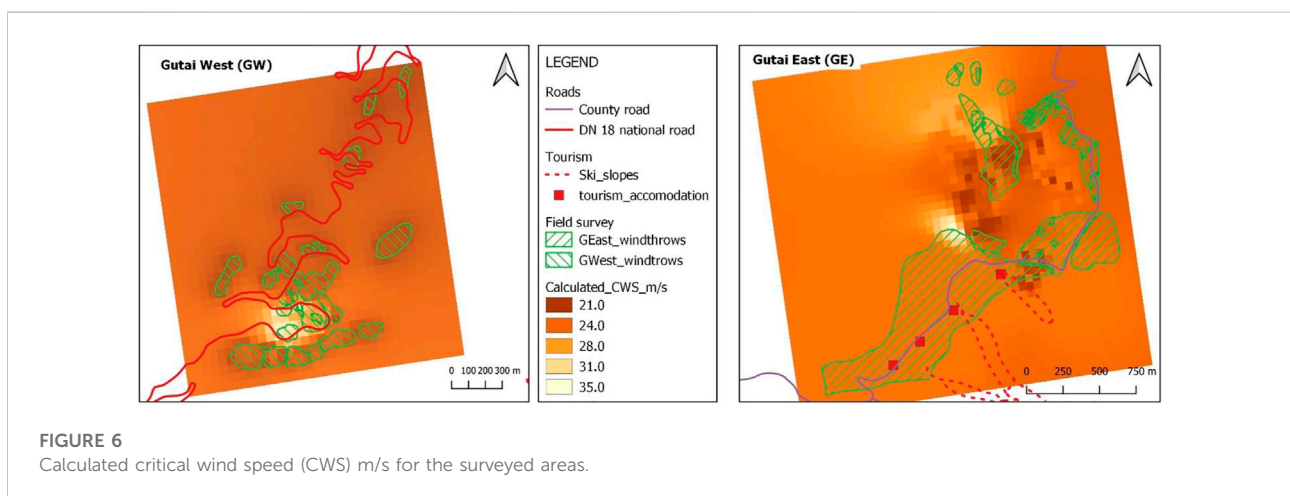 Gutai West (GW)
0 100 200 300 m
LEGEND
Roads
County road
DN 18 national road
Tourism
Ski_slopes
tourism_accomodation
Field survey
GEast_windthrows
GWest_windtrows
Calculated_CWS_m/s
21.0
24.0
28.0
31.0
35.0
Gutai East (GE)
0 250 500 750 m
FIGURE 6
Calculated critical wind speed (CWS) m/s for the surveyed areas.